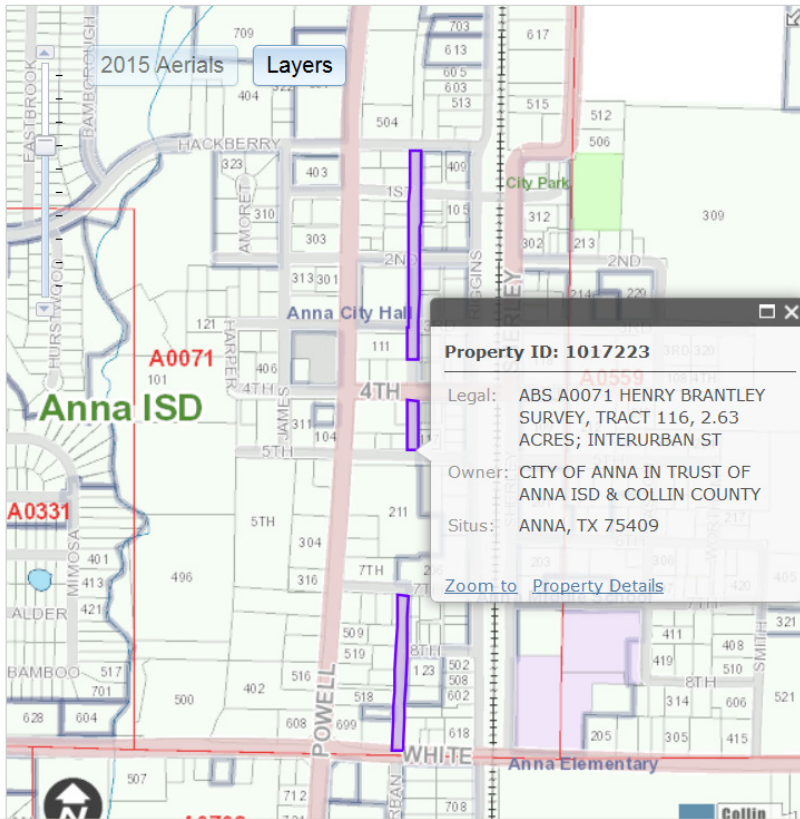 703
709
613
617
2015 Aerials
Layers
605
603
404
322
513
515
512
504
506
EASTBROOK
BAMBOROUGH
HACKBERRY
323
403
409
1ST
City Park
AMORET
310
105
312
309
303
302
213
2ND
2ND
HURSTWOOD
313
301
214
229
Anna City Hall
121
111
A0071
101
HARDER
406
4TH
4TH
Anna ISD
JAMES
311
104
5TH
Property ID: 1017223
Legal: ABS A0071 HENRY BRANTLEY
SURVEY, TRACT 116, 2.63
ACRES; INTERURBAN ST
Owner: CITY OF ANNA IN TRUST OF
ANNA ISD & COLLIN COUNTY
Situs: ANNA, TX 75409
Zoom to Property Details
A0559
A0331
211
5TH
304
MIMOSA
401
496
7TH
316
413
421
ALDER
509
519
8TH
411
321
408
419
SMITH
BAMBOO
517
516
123
502
510
701
508
8TH
402
518
602
314
606
521
500
628
604
608
699
POWELL
618
205
305
415
WHITE
Anna Elementary
507
712
708
N
Collin